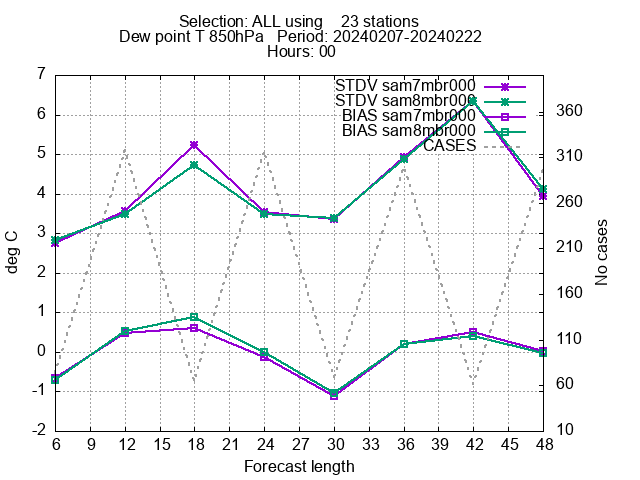 Selection: ALL using    23 stations
Dew point T 850hPa   Period: 20240207-20240222
Hours: 00
STDV sam7mbr000
STDV sam8mbr000
BIAS sam7mbr000
BIAS sam8mbr000
CASES
7
6
5
4
3
2
1
0
-1
-2
deg C
360
310
260
210
160
110
60
10
No cases
6 9 12 15 18 21 24 27 30 33 36 39 42 45 48
Forecast length